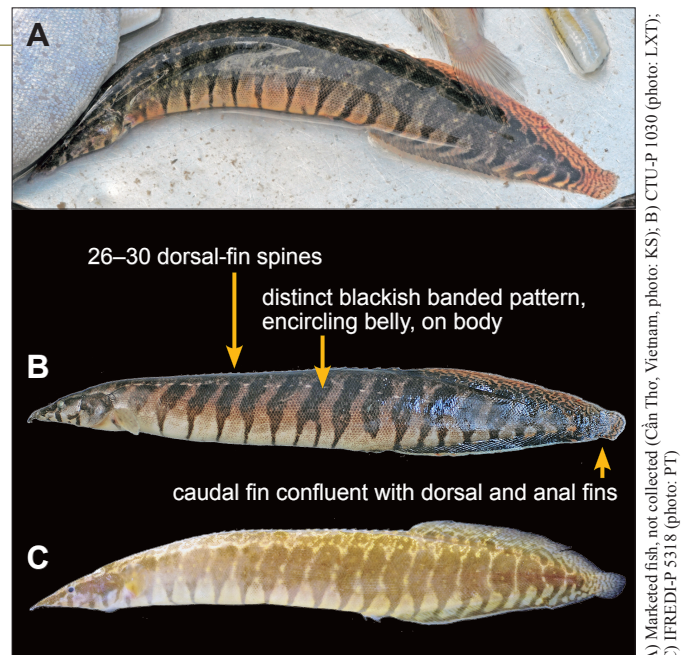 A
26–30 dorsal-fin spines
distinct blackish banded pattern,
encircling belly, on body
B
caudal fin confluent with dorsal and anal fins
C
A) Marketed fish, not collected (Cần Thơ, Vietnam, photo: KS); B) CTU-P 1030 (photo: LXT);
C) IFREDI-P 5318 (photo: PT)